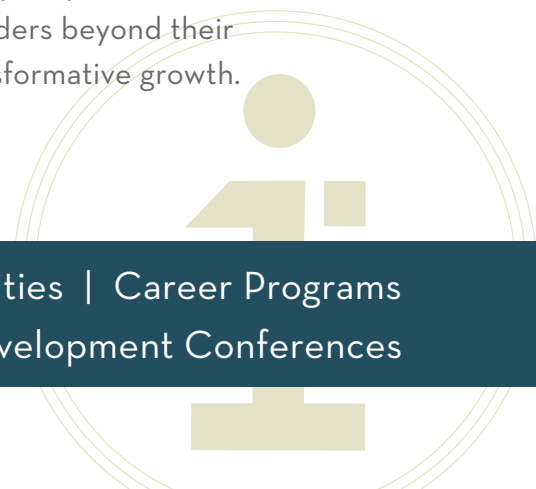 ders beyond their
sformative growth.
ties | Career Programs
velopment Conferences